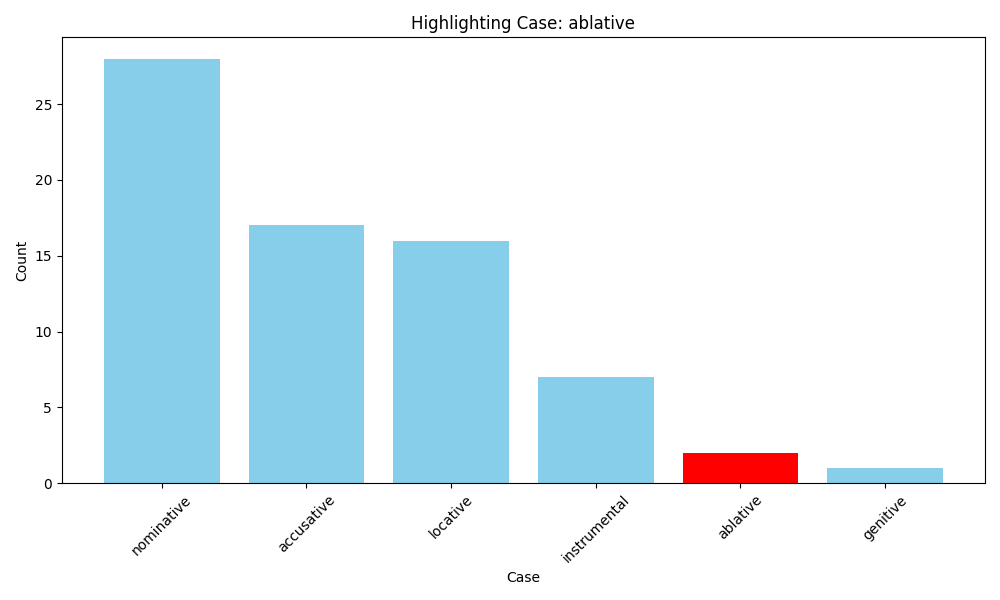 Highlighting Case: ablative
Count
25
20
15
10
5
0
nominative
accusative
locative
instrumental
ablative
genitive
Case